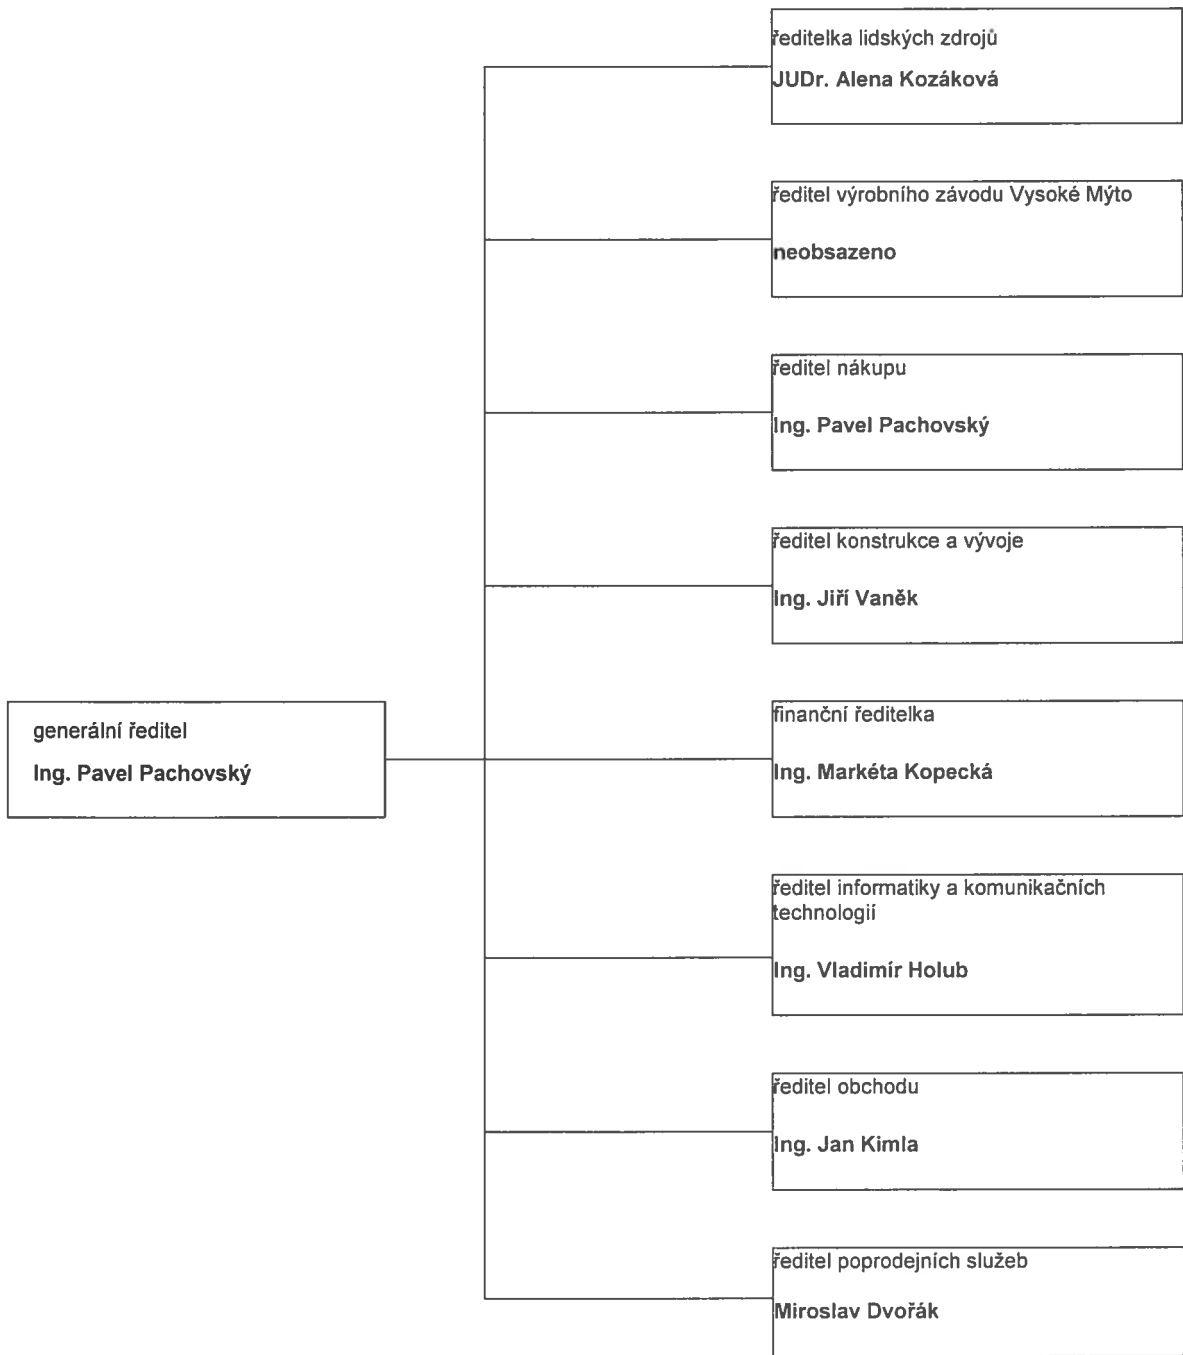 ředitelka lidských zdrojů
JUDr. Alena Kozáková
ředitel výrobního závodu Vysoké Mýto
neobsazeno
ředitel nákupu
Ing. Pavel Pachovský
ředitel konstrukce a vývoje
Ing. Jiří Vaněk
generální ředitel
Ing. Pavel Pachovský
finanční ředitelka
Ing. Markéta Kopecká
ředitel informatiky a komunikačních
technologií
Ing. Vladimír Holub
ředitel obchodu
Ing. Jan Kimla
ředitel poprodejních služeb
Miroslav Dvořák